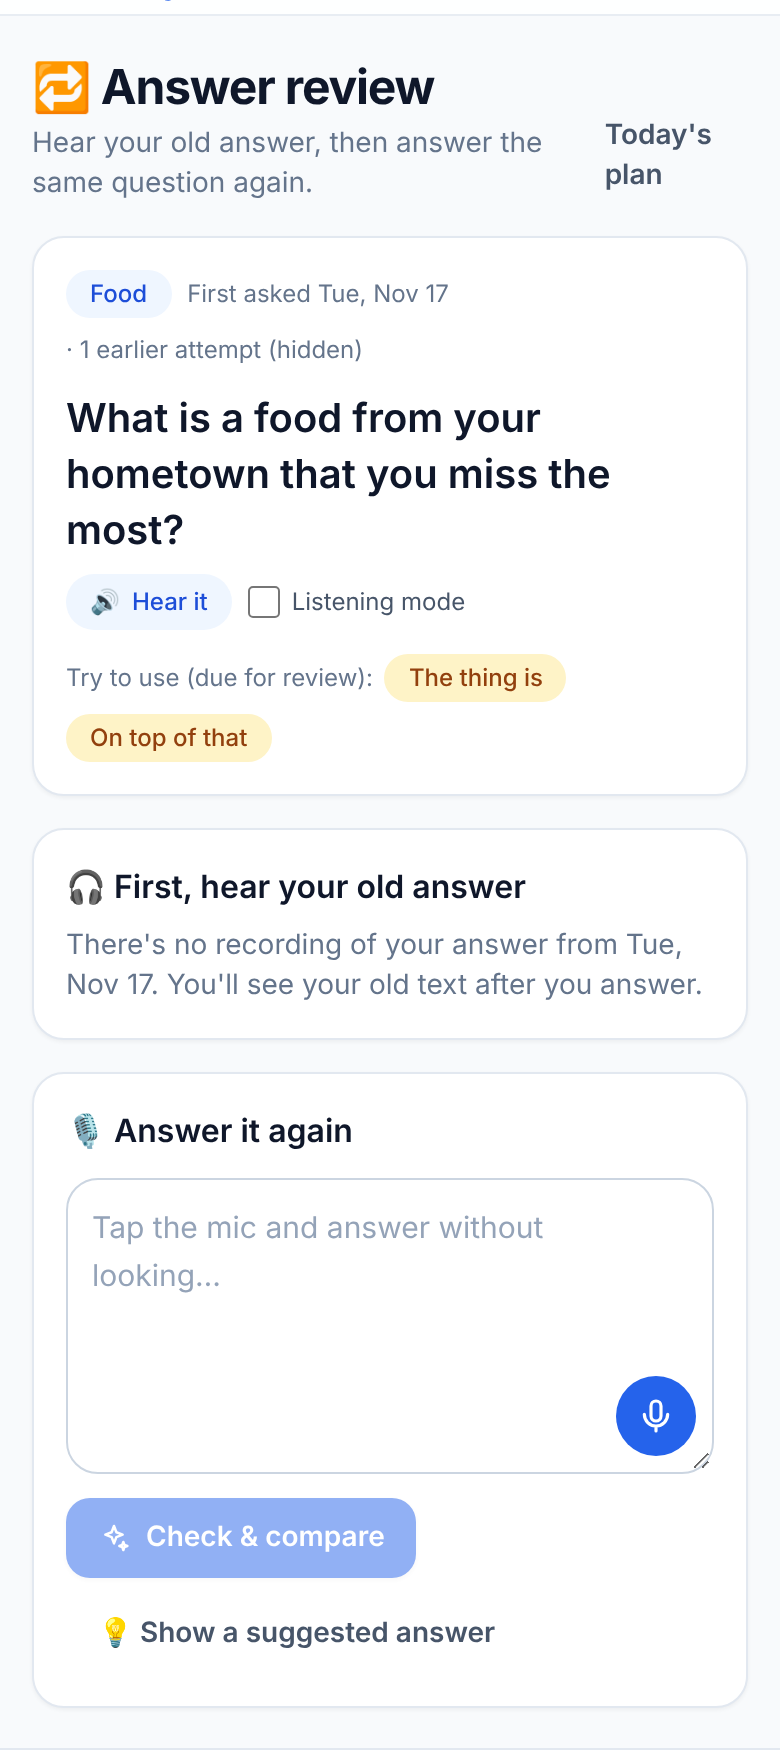 Answer review
Hear your old answer, then answer the
same question again.
Today's
plan
Food First asked Tue, Nov 17
· 1 earlier attempt (hidden)
What is a food from your
hometown that you miss the
most?
Hear it Listening mode
Try to use (due for review): The thing is
On top of that
First, hear your old answer
There's no recording of your answer from Tue,
Nov 17. You'll see your old text after you answer.
Answer it again
Tap the mic and answer without
looking...
Check & compare
Show a suggested answer